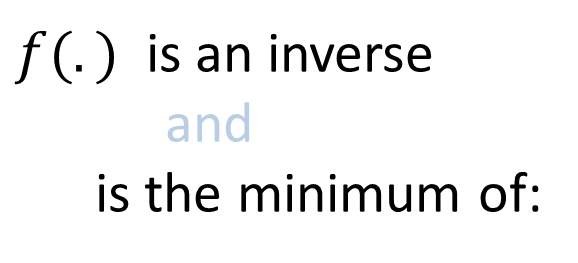 f(.) is an inverse
and
is the minimum of: